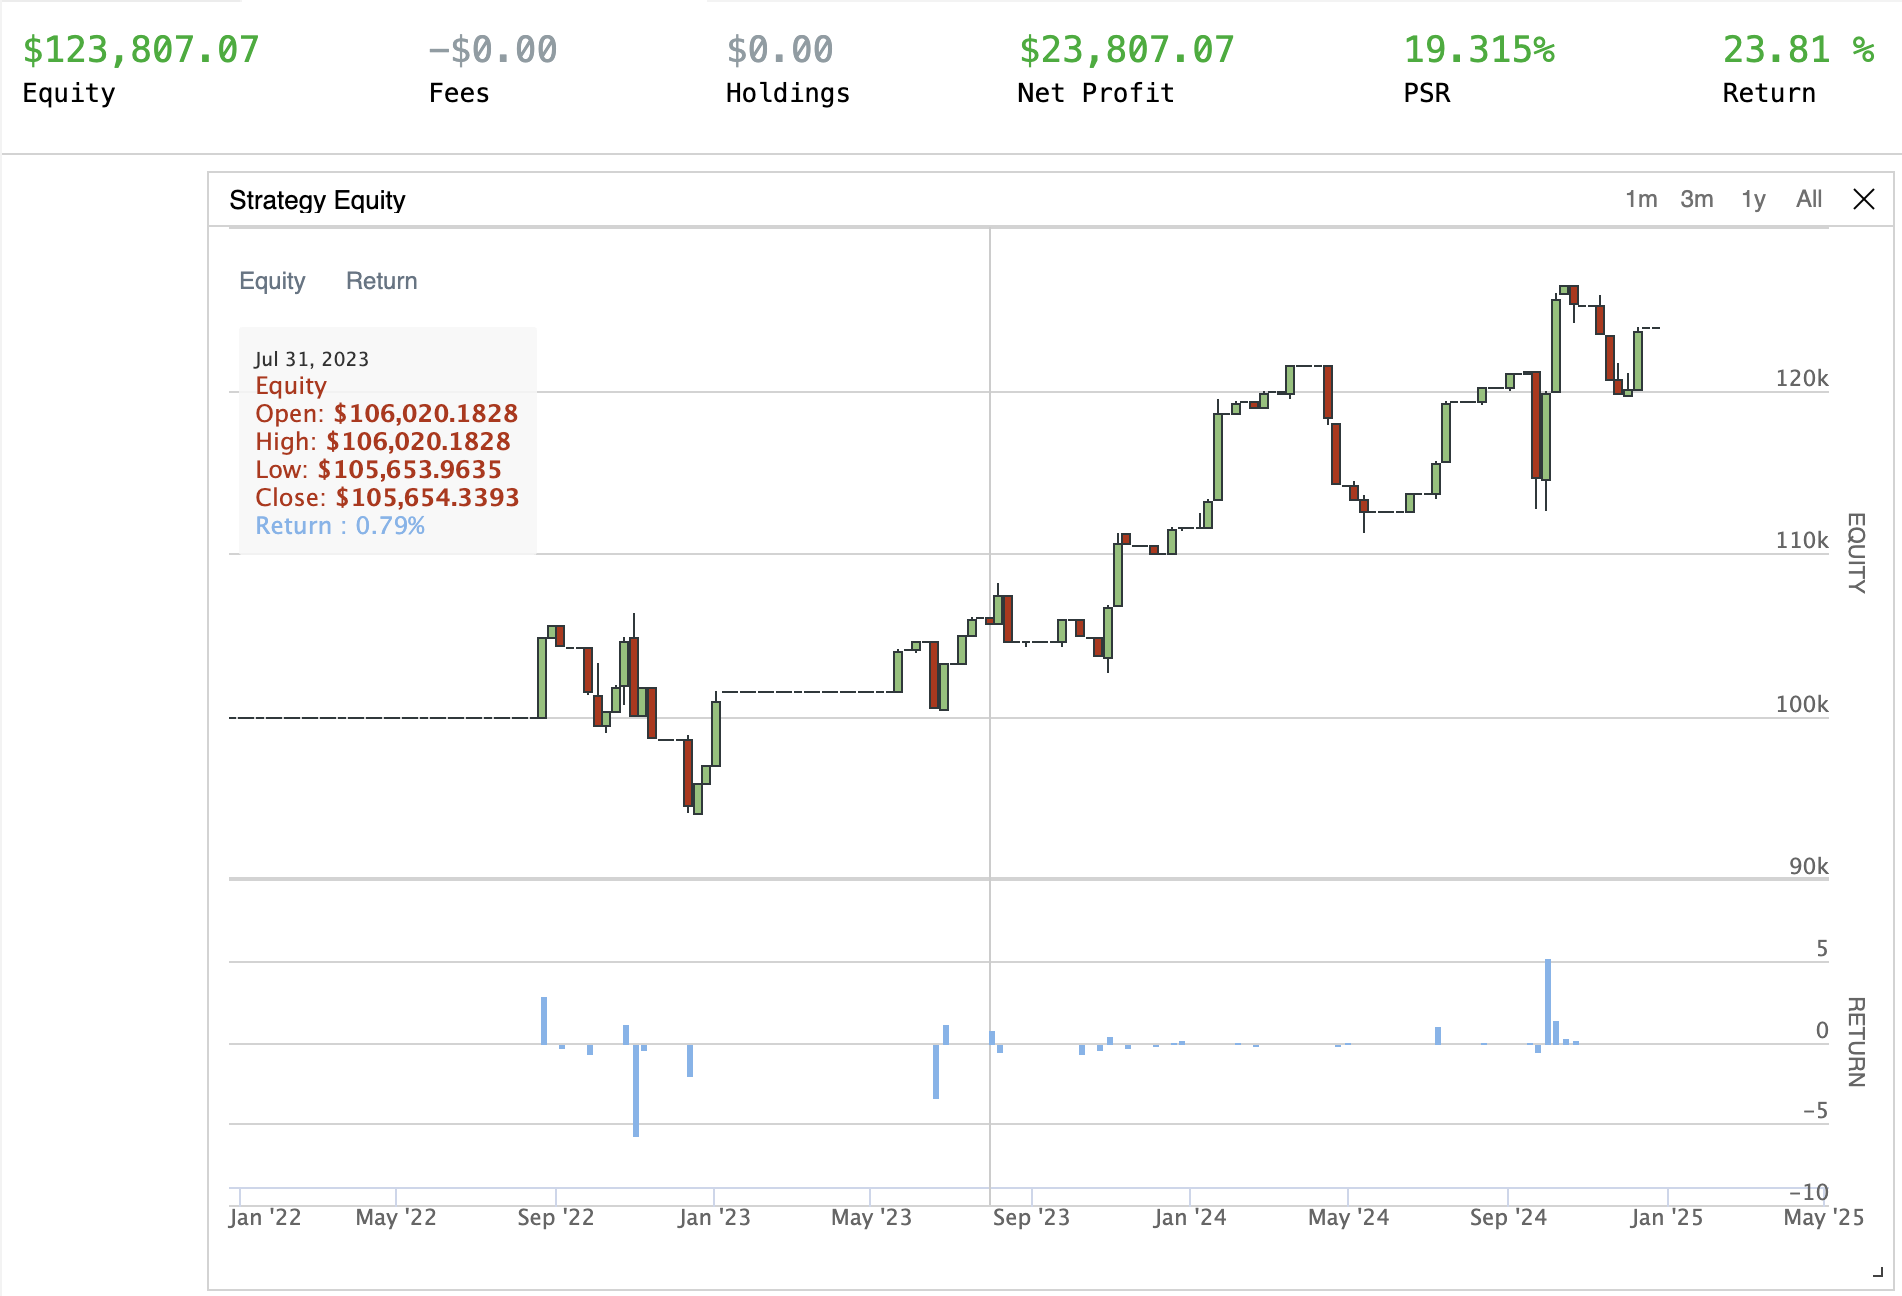 $123,807.07 -$0.00 $0.00 $23,807.07 19.315% 23.81 %
Equity Fees Holdings Net Profit PSR Return
Strategy Equity 1m 3m 1y All
Equity Return
Jul 31, 2023
Equity
Open: $106,020.1828
High: $106,020.1828
Low: $105,653.9635
Close: $105,654.3393
Return : 0.79%
120k
110k
100k
90k
EQUITY
5
0
-5
-10
RETURN
Jan '22 May '22 Sep '22 Jan '23 May '23 Sep '23 Jan '24 May '24 Sep '24 Jan '25 May '25